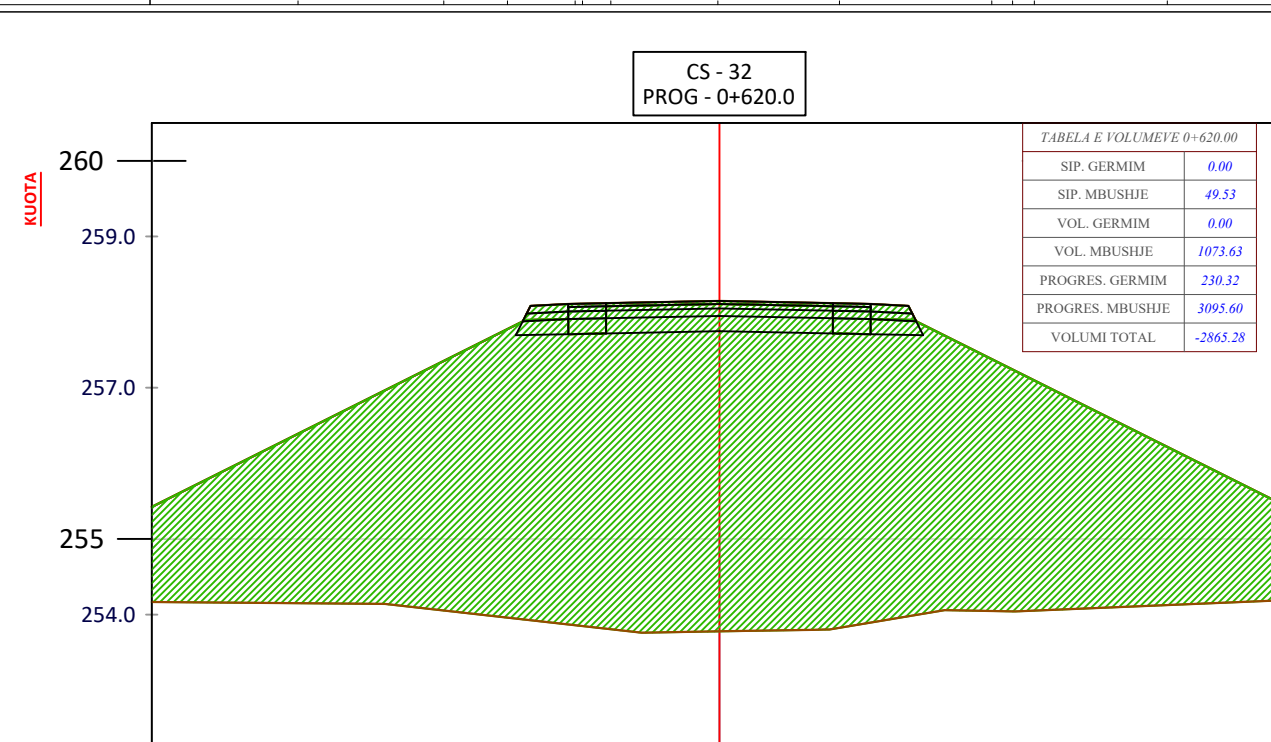 CS - 32
PROG - 0+620.0
KUOTA
260
259.0
257.0
255
254.0
TABELA E VOLUMEVE 0+620.00
SIP. GERMIM 0.00
SIP. MBUSHJE 49.53
VOL. GERMIM 0.00
VOL. MBUSHJE 1073.63
PROGRES. GERMIM 230.32
PROGRES. MBUSHJE 3095.60
VOLUMI TOTAL -2865.28